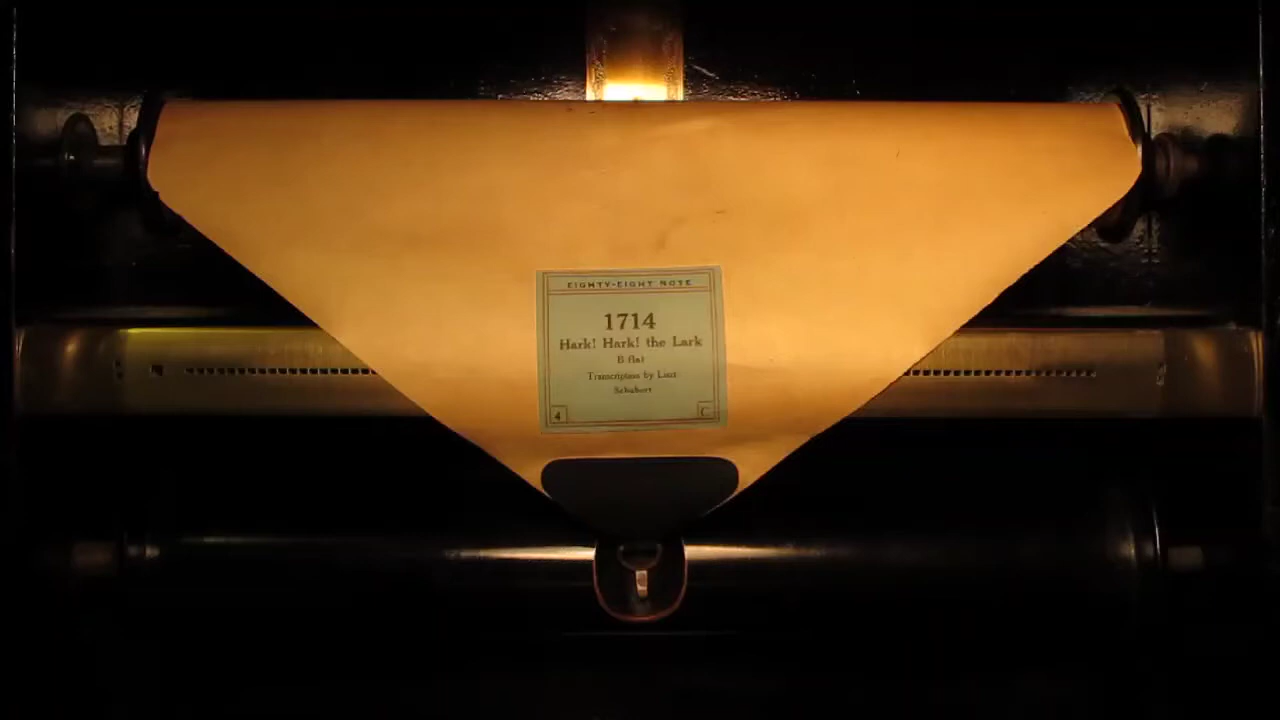 EIGHTY-EIGHT NOTE
1714
Hark! Hark! the Lark
B flat
Transcription by Liszt
Schubert
4 C